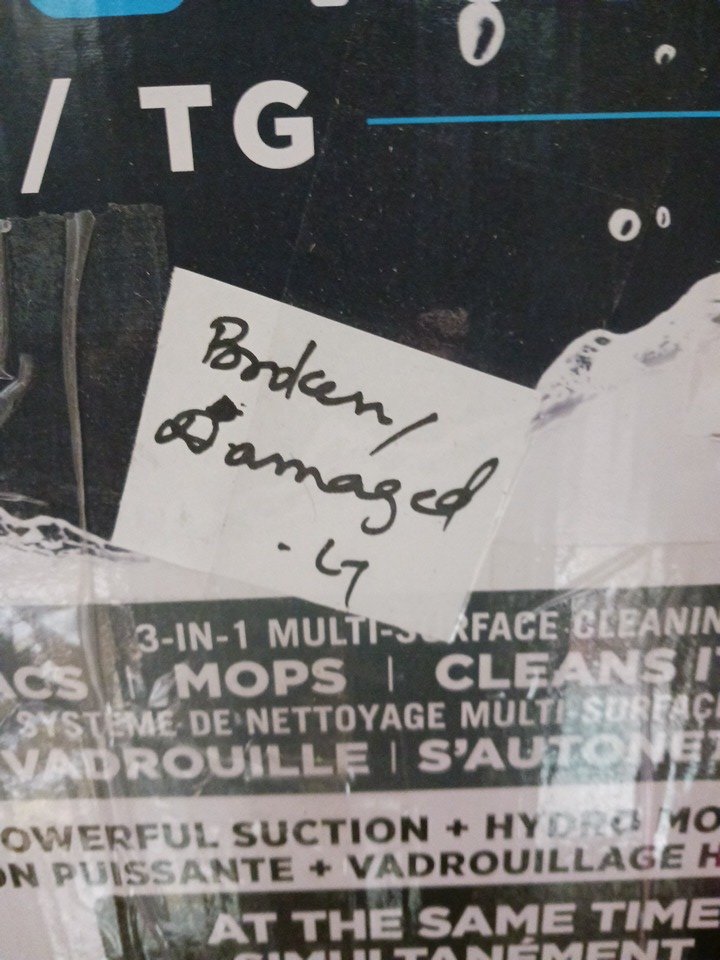 / TG
Broken/
Damaged
3-IN-1 MULTI-SURFACE CLEANIN
ACS | MOPS | CLEANS IT
SYSTÈME DE NETTOYAGE MULTI-SURFAC
VADROUILLE | S'AUTONET
OWERFUL SUCTION + HYDRO MO
ON PUISSANTE + VADROUILLAGE H
AT THE SAME TIME
SIMULTANÉMENT